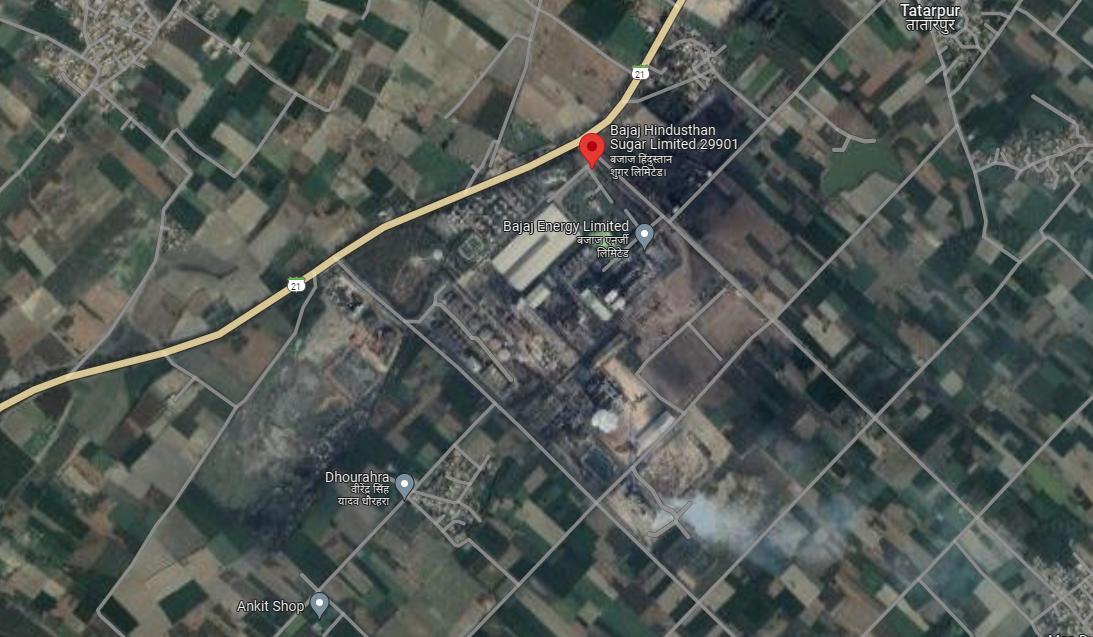 Tatarpur
तातारपुर
21
Bajaj Hindusthan
Sugar Limited.29901
बजाज हिंदुस्तान
शुगर लिमिटेड।
Bajaj Energy Limited
बजाज एनर्जी
लिमिटेड
21
Dhourahra
वीरेंद्र सिंह
यादव धौरहरा
Ankit Shop